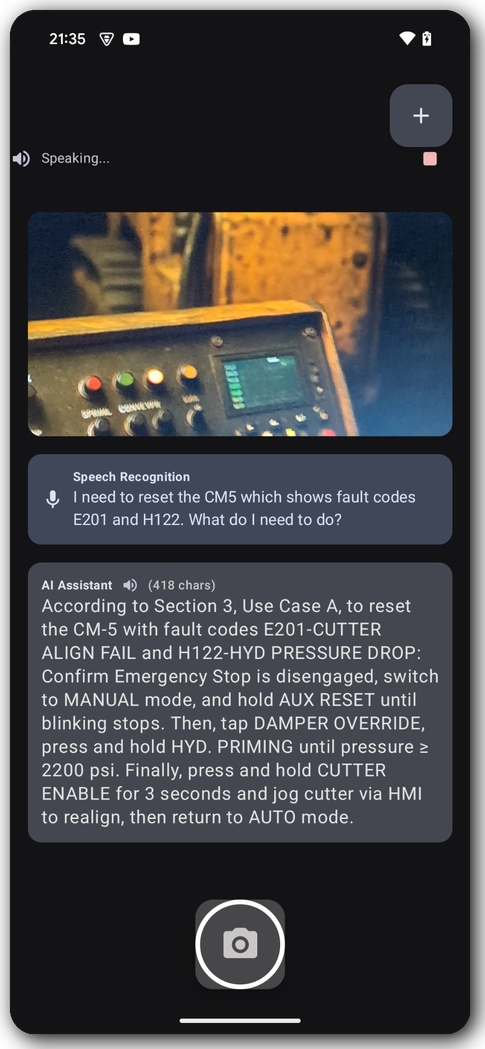 21:35
Speaking...
Speech Recognition
I need to reset the CM5 which shows fault codes
E201 and H122. What do I need to do?
AI Assistant (418 chars)
According to Section 3, Use Case A, to reset
the CM-5 with fault codes E201-CUTTER
ALIGN FAIL and H122-HYD PRESSURE DROP:
Confirm Emergency Stop is disengaged, switch
to MANUAL mode, and hold AUX RESET until
blinking stops. Then, tap DAMPER OVERRIDE,
press and hold HYD. PRIMING until pressure ≥
2200 psi. Finally, press and hold CUTTER
ENABLE for 3 seconds and jog cutter via HMI
to realign, then return to AUTO mode.